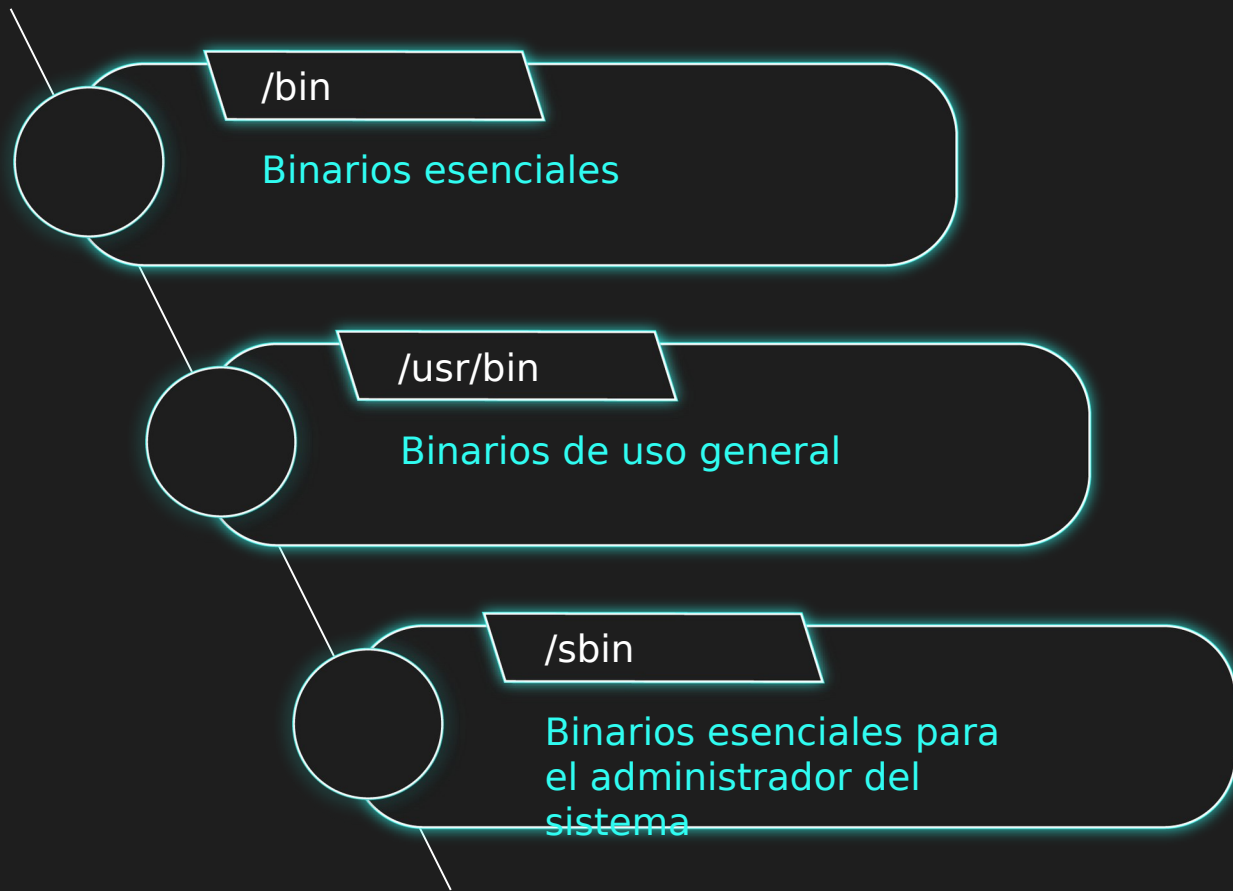 /bin
Binarios esenciales
/usr/bin
Binarios de uso general
/sbin
Binarios esenciales para
el administrador del
sistema